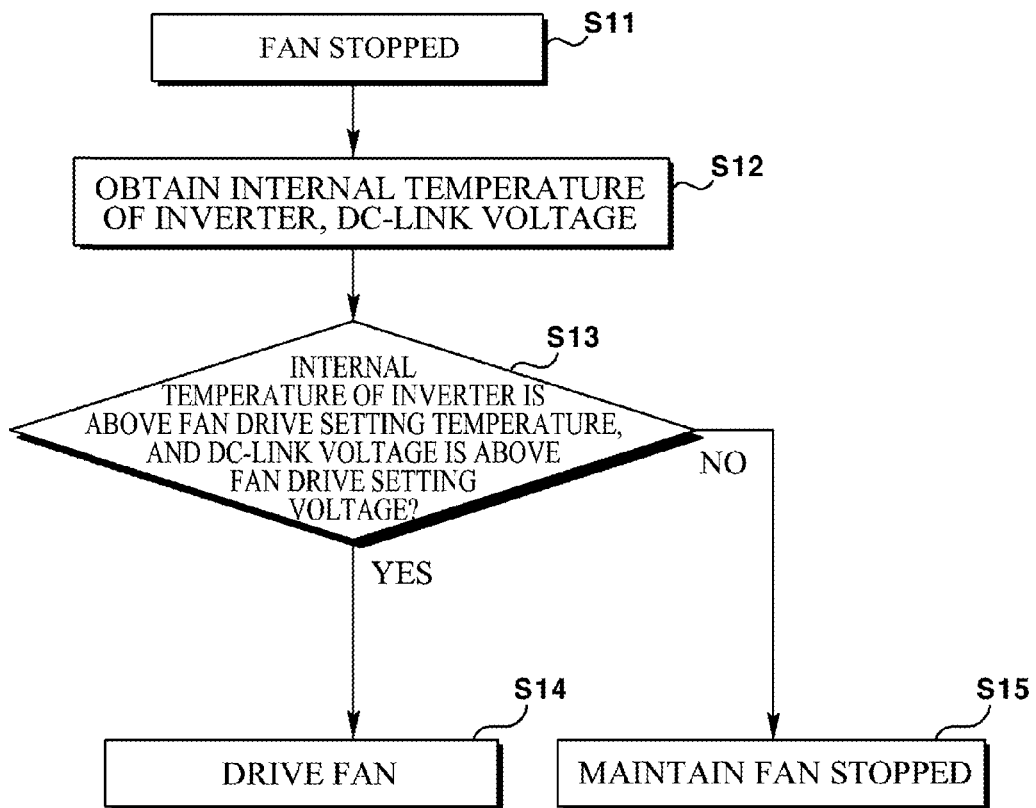 S11
FAN STOPPED
S12
OBTAIN INTERNAL TEMPERATURE
OF INVERTER, DC-LINK VOLTAGE
S13
INTERNAL
TEMPERATURE OF INVERTER IS
ABOVE FAN DRIVE SETTING TEMPERATURE,
AND DC-LINK VOLTAGE IS ABOVE
FAN DRIVE SETTING
VOLTAGE?
NO
YES
S14
DRIVE FAN
S15
MAINTAIN FAN STOPPED